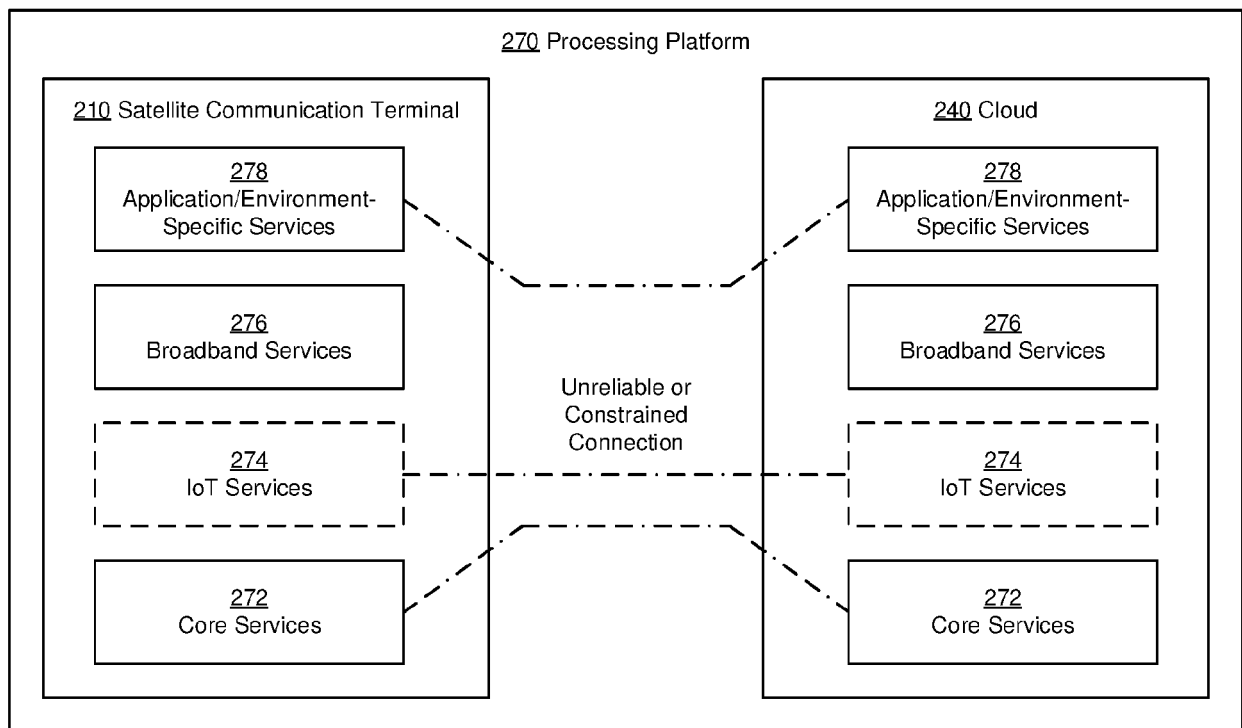 270 Processing Platform
210 Satellite Communication Terminal
278
Application/Environment-
Specific Services
276
Broadband Services
274
IoT Services
272
Core Services
Unreliable or
Constrained
Connection
240 Cloud
278
Application/Environment-
Specific Services
276
Broadband Services
274
IoT Services
272
Core Services